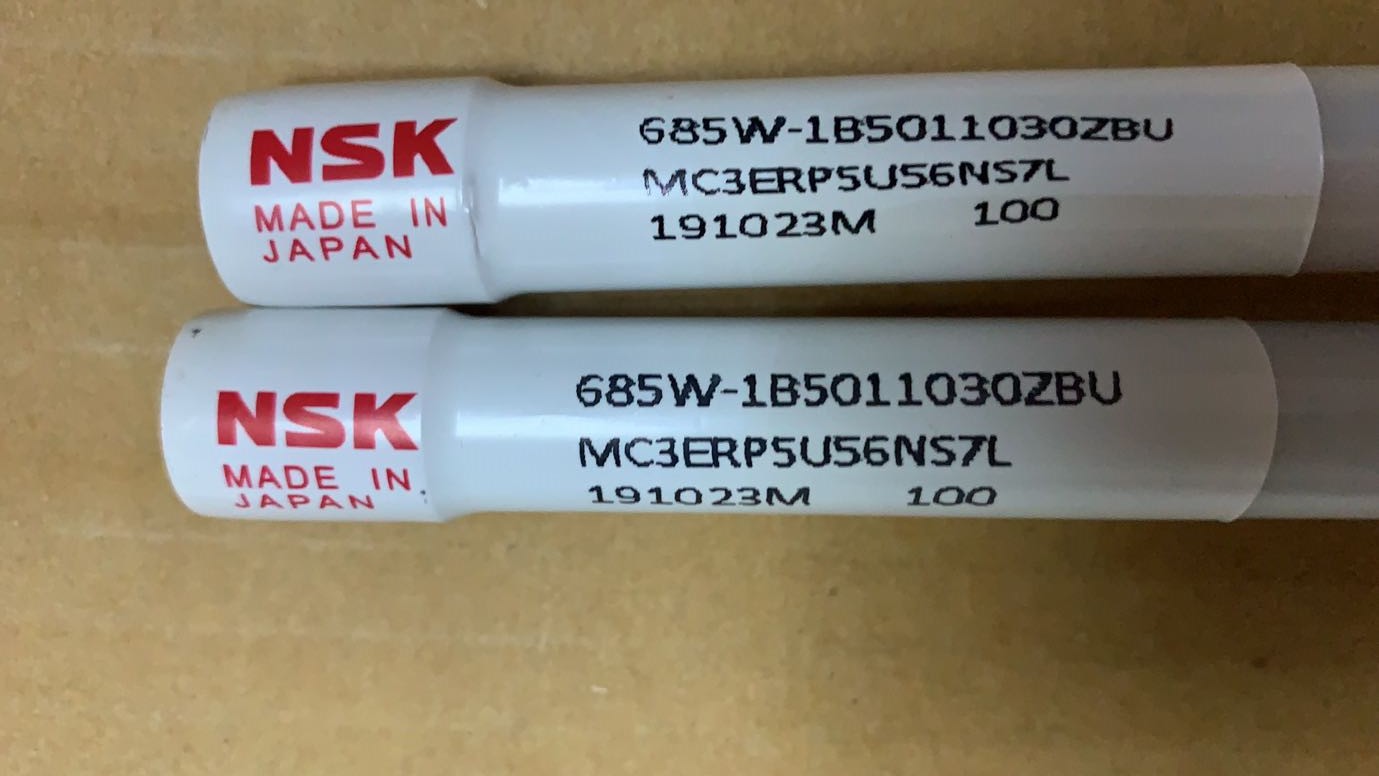 NSK
MADE IN
JAPAN
685W-1B5011030ZBU
MC3ERP5U56NS7L
191023M 100
NSK
MADE IN
JAPAN
685W-1B5011030ZBU
MC3ERP5U56NS7L
191023M 100